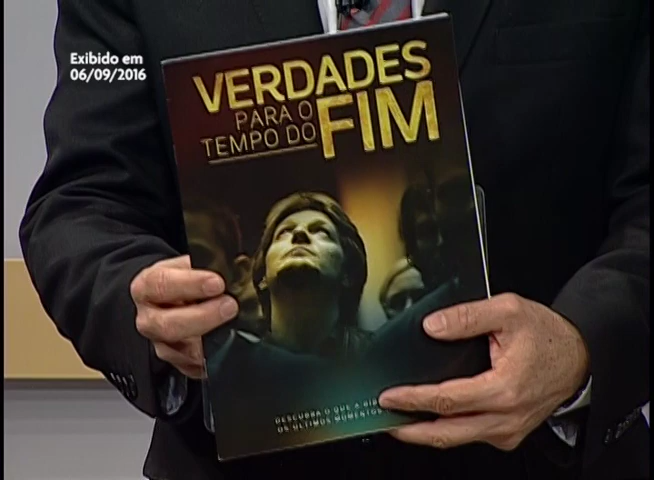 Exibido em
06/09/2016
VERDADES
PARA O
TEMPO DO
FIM
DESCUBRA O QUE A
OS ÚLTIMOS MOMENTOS